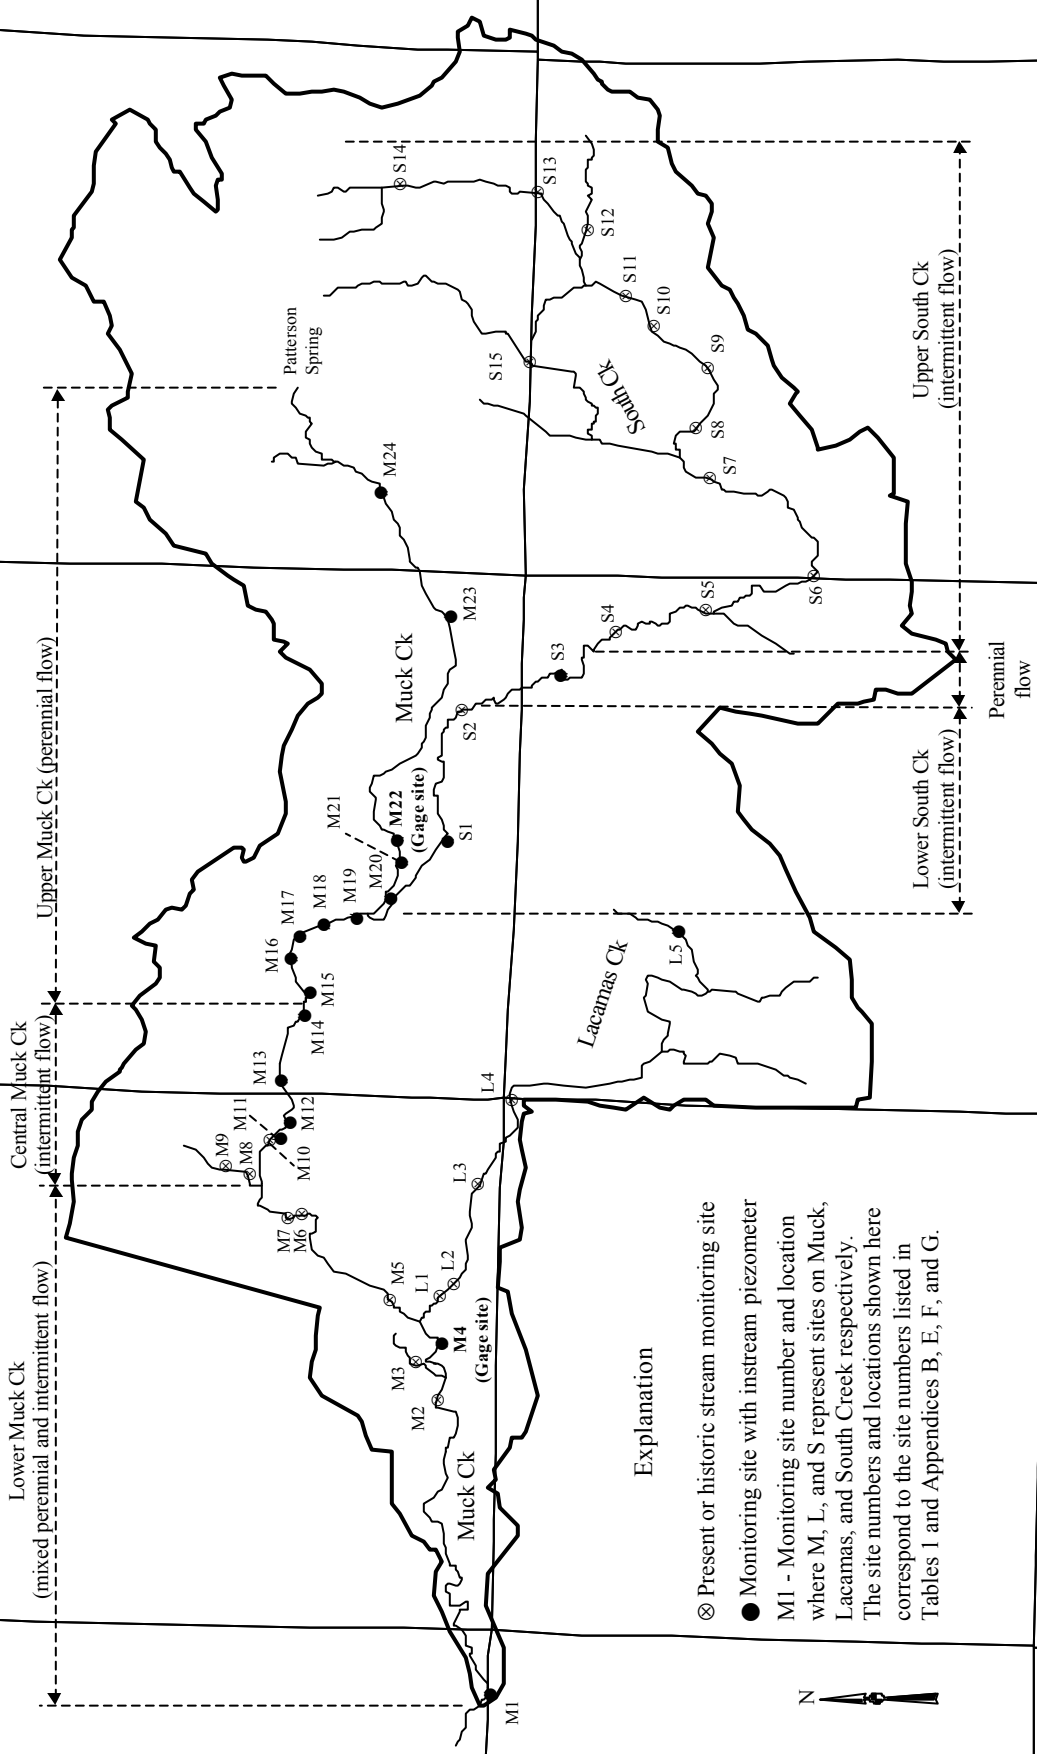 Lower Muck Ck
(mixed perennial and intermittent flow)
Central Muck Ck
(intermittent flow)
Upper Muck Ck (perennial flow)
Patterson
Spring
M1
M2
M3
M4
(Gage site)
M5
M6
M7
M8
M9
M10
M11
M12
M13
M14
M15
M16
M17
M18
M19
M20
M21
M22
(Gage site)
M23
M24
Muck Ck
Muck Ck
L1
L2
L3
L4
L5
Lacamas Ck
S1
S2
S3
S4
S5
S6
S7
S8
S9
S10
S11
S12
S13
S14
S15
South Ck
Lower South Ck
(intermittent flow)
Perennial
flow
Upper South Ck
(intermittent flow)
Explanation
Present or historic stream monitoring site
Monitoring site with instream piezometer
M1 - Monitoring site number and location
where M, L, and S represent sites on Muck,
Lacamas, and South Creek respectively.
The site numbers and locations shown here
correspond to the site numbers listed in
Tables 1 and Appendices B, E, F, and G.
N